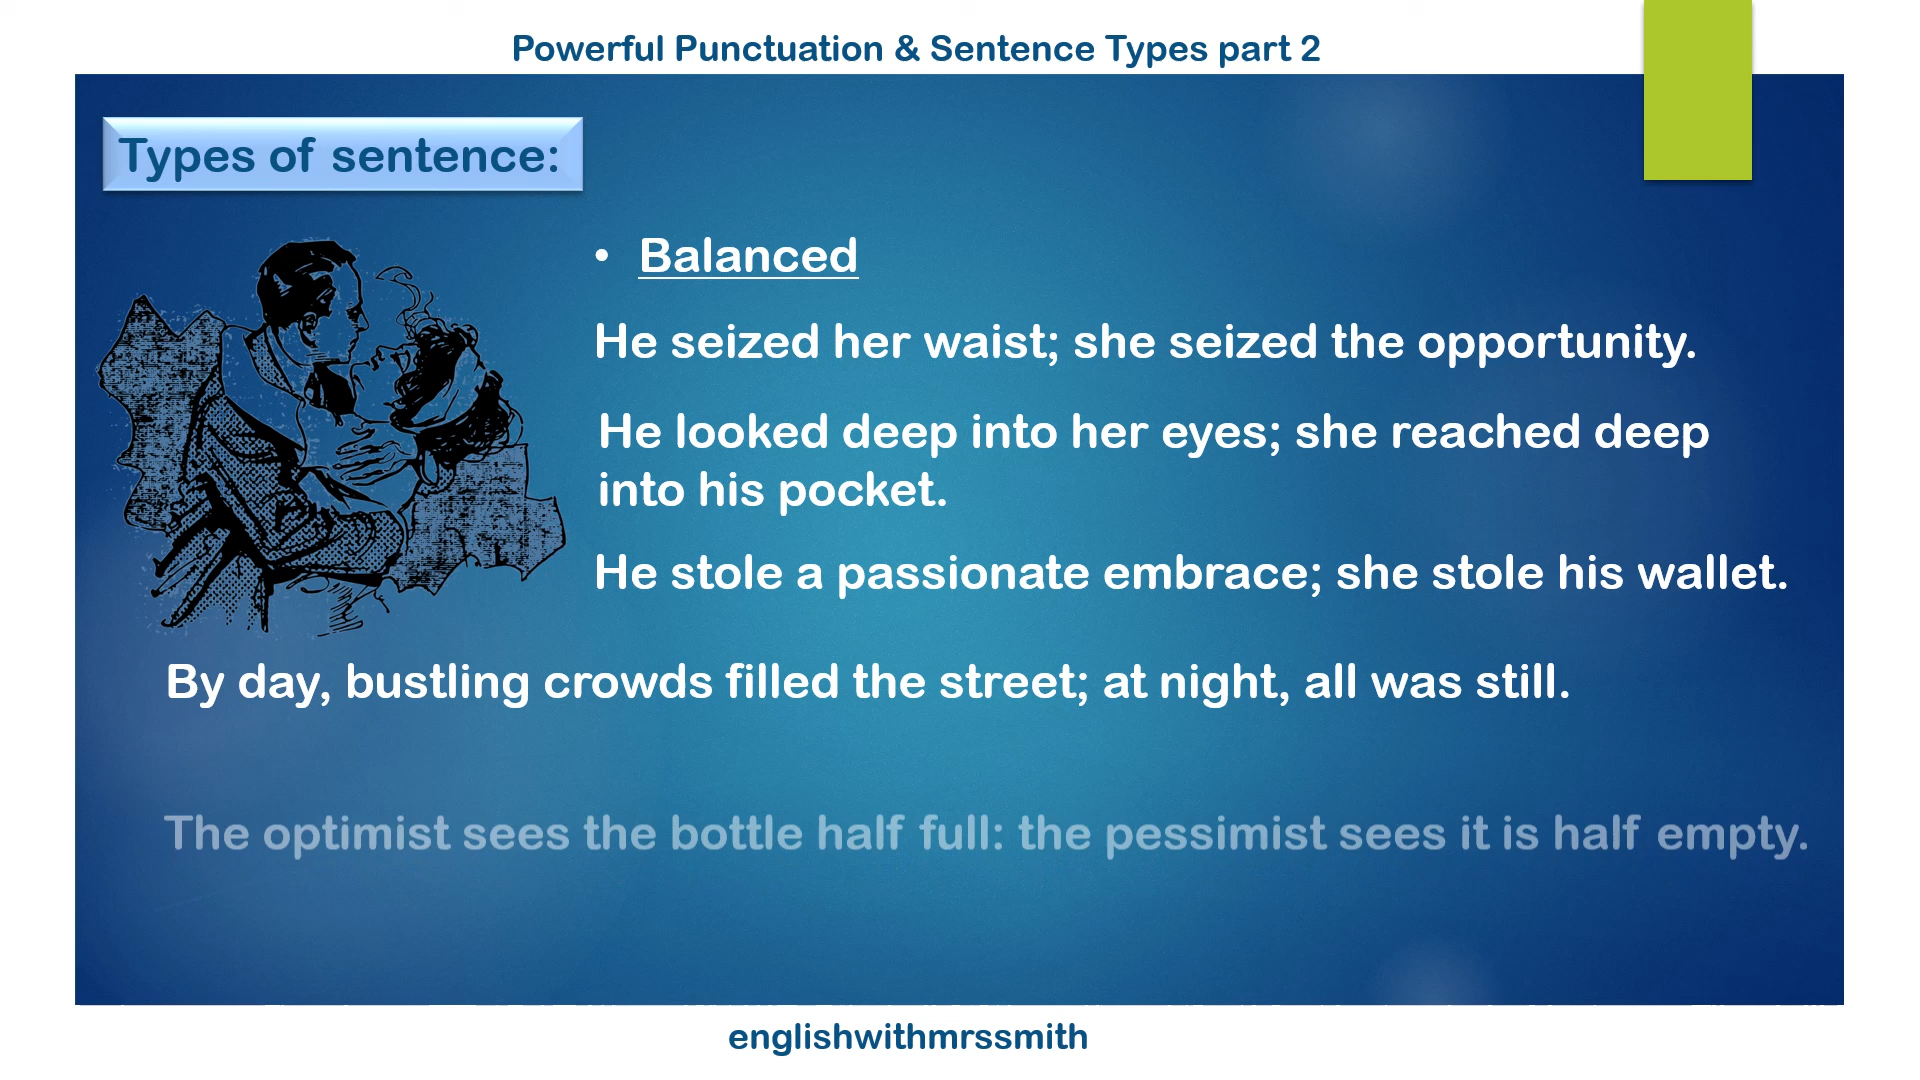 Powerful Punctuation & Sentence Types part 2
Types of sentence:
• Balanced
He seized her waist; she seized the opportunity.
He looked deep into her eyes; she reached deep
into his pocket.
He stole a passionate embrace; she stole his wallet.
By day, bustling crowds filled the street; at night, all was still.
The optimist sees the bottle half full: the pessimist sees it is half empty.
englishwithmrssmith